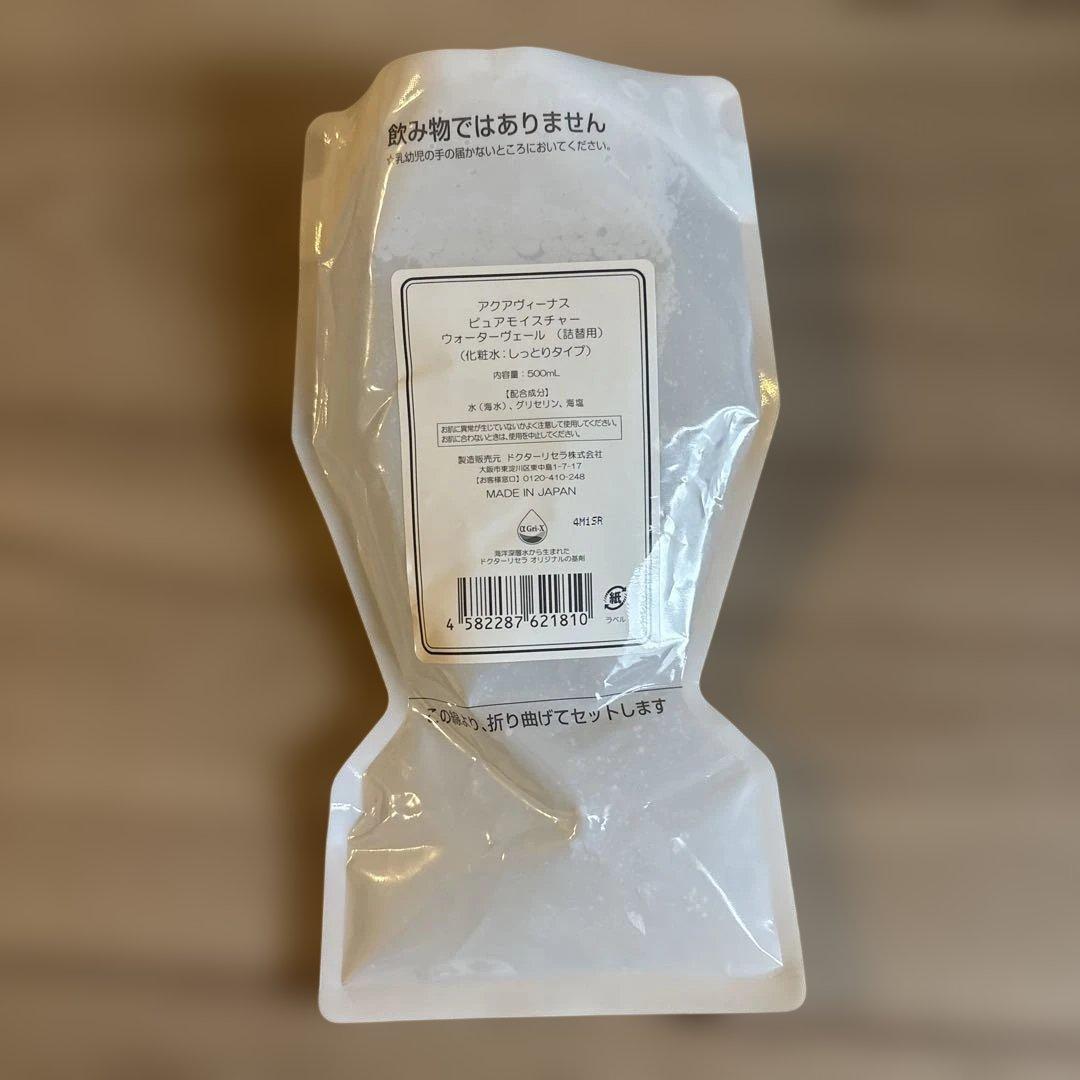 飲み物ではありません
☆乳幼児の手の届かないところにおいてください。
アクアヴィーナス
ピュアモイスチャー
ウォーターヴェール （詰替用）
（化粧水：しっとりタイプ）
内容量：500mL
【配合成分】
水（海水）、グリセリン、海塩
お肌に異常が生じていないかよく注意して使用してください。
お肌に合わないときは、使用を中止してください。
製造販売元 ドクターリセラ株式会社
大阪市東淀川区東中島1-7-17
【お客様窓口】0120-410-248
MADE IN JAPAN
αGri-X
4M1SR
海洋深層水から生まれた
ドクターリセラ オリジナルの基剤
4 582287 621810
紙
ラベル
この線より、折り曲げてセットします